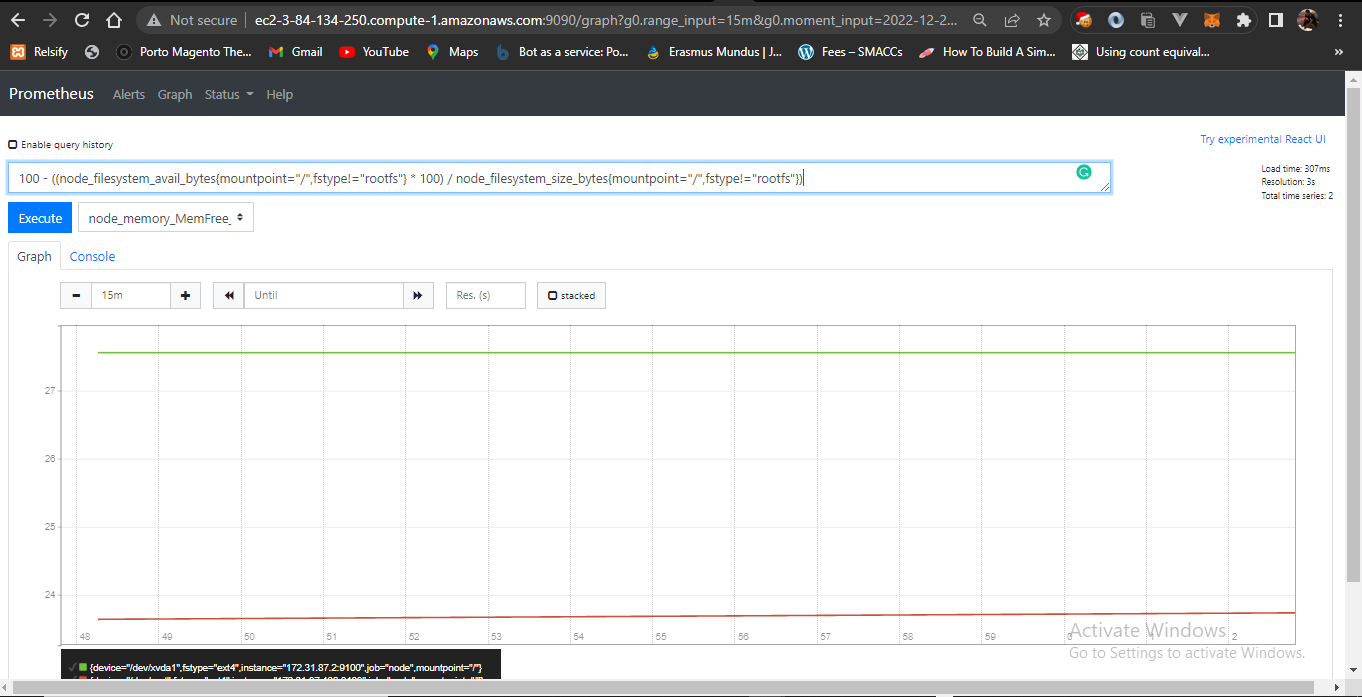 Not secure ec2-3-84-134-250.compute-1.amazonaws.com:9090/graph?g0.range_input=15m&g0.moment_input=2022-12-2...
Relsify Porto Magento The... Gmail YouTube Maps Bot as a service: Po... Erasmus Mundus | J... Fees – SMACCs How To Build A Sim... Using count equival... »
Prometheus Alerts Graph Status Help
Try experimental React UI
Enable query history
100 - ((node_filesystem_avail_bytes{mountpoint="/",fstype!="rootfs"} * 100) / node_filesystem_size_bytes{mountpoint="/",fstype!="rootfs"})
Load time: 307ms
Resolution: 3s
Total time series: 2
Execute node_memory_MemFree_
Graph Console
15m Until Res. (s) stacked
27
26
25
24
48 49 50 51 52 53 54 55 56 57 58 59 0 1 2
Activate Windows
Go to Settings to activate Windows.
{device="/dev/xvda1",fstype="ext4",instance="172.31.87.2:9100",job="node",mountpoint="/"}